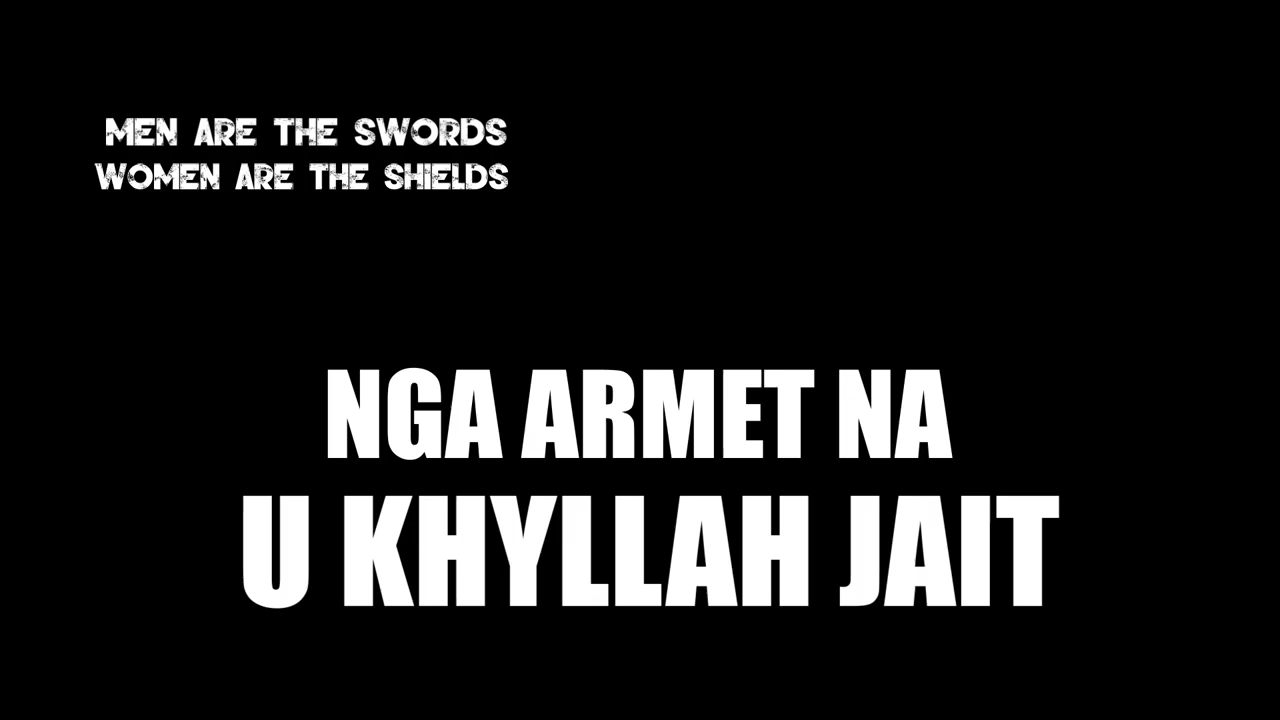 MEN ARE THE SWORDS
WOMEN ARE THE SHIELDS
NGA ARMET NA
U KHYLLAH JAIT